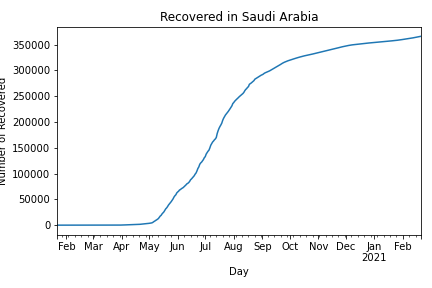 Recovered in Saudi Arabia
Number of Recovered
350000
300000
250000
200000
150000
100000
50000
0
Feb Mar Apr May Jun Jul Aug Sep Oct Nov Dec Jan Feb
2021
Day